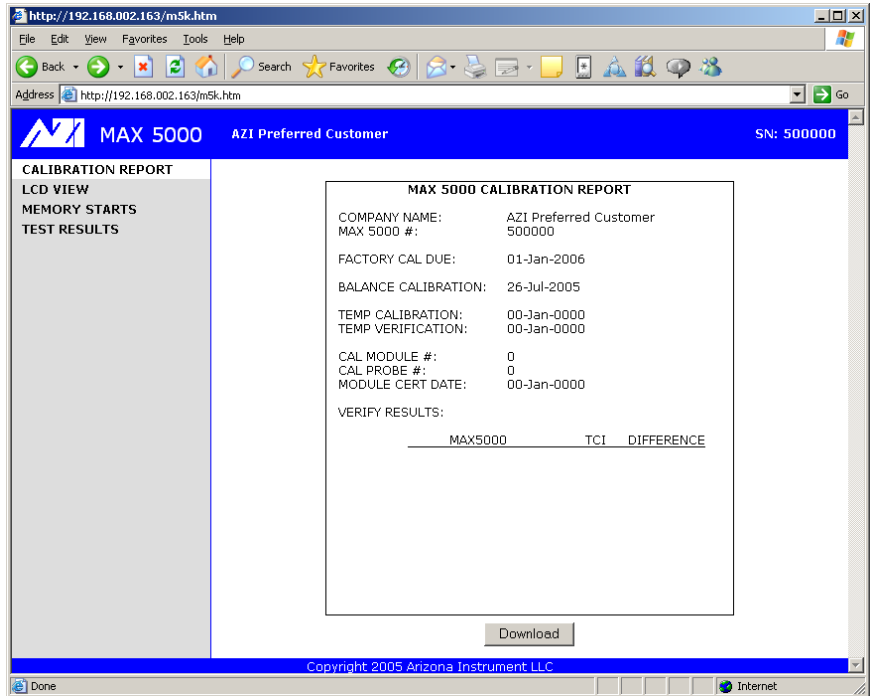 http://192.168.002.163/m5k.htm
File Edit View Favorites Tools Help
Back Search Favorites
Address http://192.168.002.163/m5k.htm Go
AZI MAX 5000 AZI Preferred Customer SN: 500000
CALIBRATION REPORT
LCD VIEW
MEMORY STARTS
TEST RESULTS
MAX 5000 CALIBRATION REPORT
COMPANY NAME: AZI Preferred Customer
MAX 5000 #: 500000
FACTORY CAL DUE: 01-Jan-2006
BALANCE CALIBRATION: 26-Jul-2005
TEMP CALIBRATION: 00-Jan-0000
TEMP VERIFICATION: 00-Jan-0000
CAL MODULE #: 0
CAL PROBE #: 0
MODULE CERT DATE: 00-Jan-0000
VERIFY RESULTS:
MAX5000 TCI DIFFERENCE
Download
Copyright 2005 Arizona Instrument LLC
Done Internet